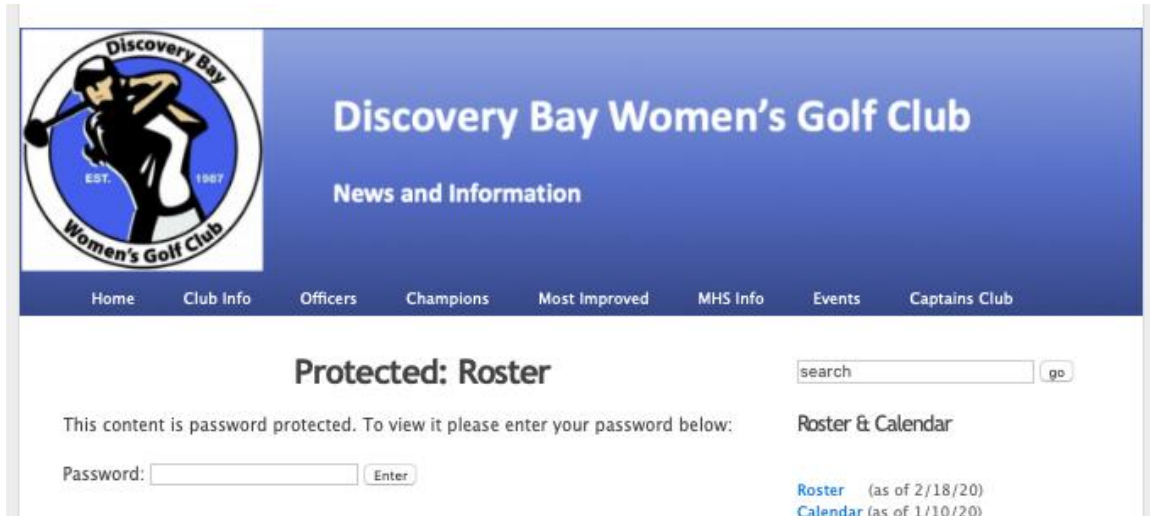 Discovery Bay
EST. 1987
Women's Golf Club
Discovery Bay Women's Golf Club
News and Information
Home Club Info Officers Champions Most Improved MHS Info Events Captains Club
Protected: Roster
This content is password protected. To view it please enter your password below:
Password: Enter
search go
Roster & Calendar
Roster (as of 2/18/20)
Calendar (as of 1/10/20)